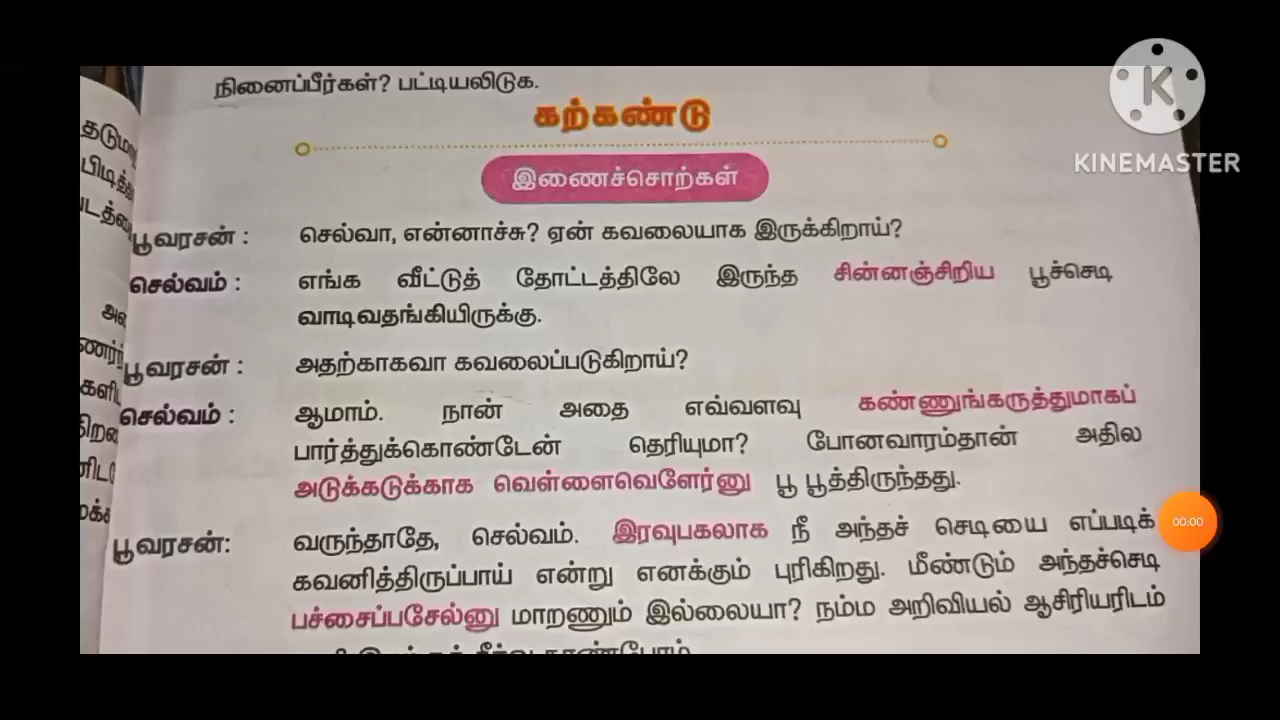 நினைப்பீர்கள்? பட்டியலிடுக.
கற்கண்டு
KINEMASTER
இணைச்சொற்கள்
பூவரசன் : செல்வா, என்னாச்சு? ஏன் கவலையாக இருக்கிறாய்?
செல்வம் : எங்க வீட்டுத் தோட்டத்திலே இருந்த சின்னஞ்சிறிய பூச்செடி
வாடிவதங்கியிருக்கு.
பூவரசன் : அதற்காகவா கவலைப்படுகிறாய்?
செல்வம் : ஆமாம். நான் அதை எவ்வளவு கண்ணுங்கருத்துமாகப்
பார்த்துக்கொண்டேன் தெரியுமா? போனவாரம்தான் அதில
அடுக்கடுக்காக வெள்ளைவெளேர்னு பூ பூத்திருந்தது.
பூவரசன்: வருந்தாதே, செல்வம். இரவுபகலாக நீ அந்தச் செடியை எப்படிக்
00:00
கவனித்திருப்பாய் என்று எனக்கும் புரிகிறது. மீண்டும் அந்தச்செடி
பச்சைப்பசேல்னு மாறணும் இல்லையா? நம்ம அறிவியல் ஆசிரியரிடம்